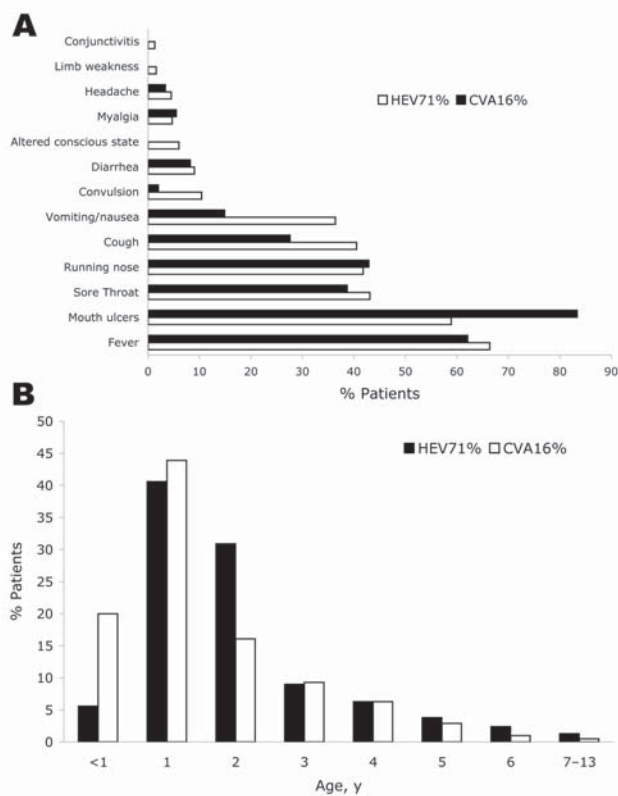 A
Conjunctivitis
Limb weakness
Headache
HEV71% CVA16%
Myalgia
Altered conscious state
Diarrhea
Convulsion
Vomiting/nausea
Cough
Running nose
Sore Throat
Mouth ulcers
Fever
0 10 20 30 40 50 60 70 80 90
% Patients
B
50
HEV71% CVA16%
45
40
35
30
25
20
15
10
5
0
% Patients
<1 1 2 3 4 5 6 7–13
Age, y